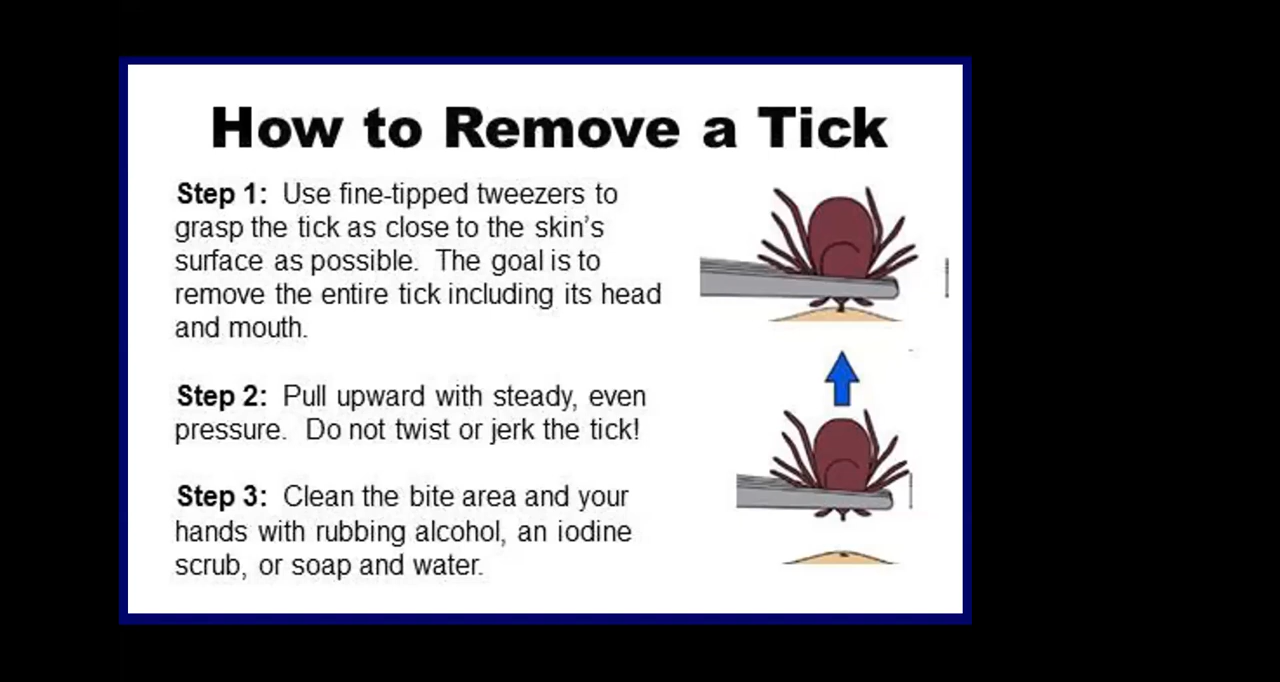 How to Remove a Tick
Step 1: Use fine-tipped tweezers to
grasp the tick as close to the skin's
surface as possible. The goal is to
remove the entire tick including its head
and mouth.
Step 2: Pull upward with steady, even
pressure. Do not twist or jerk the tick!
Step 3: Clean the bite area and your
hands with rubbing alcohol, an iodine
scrub, or soap and water.